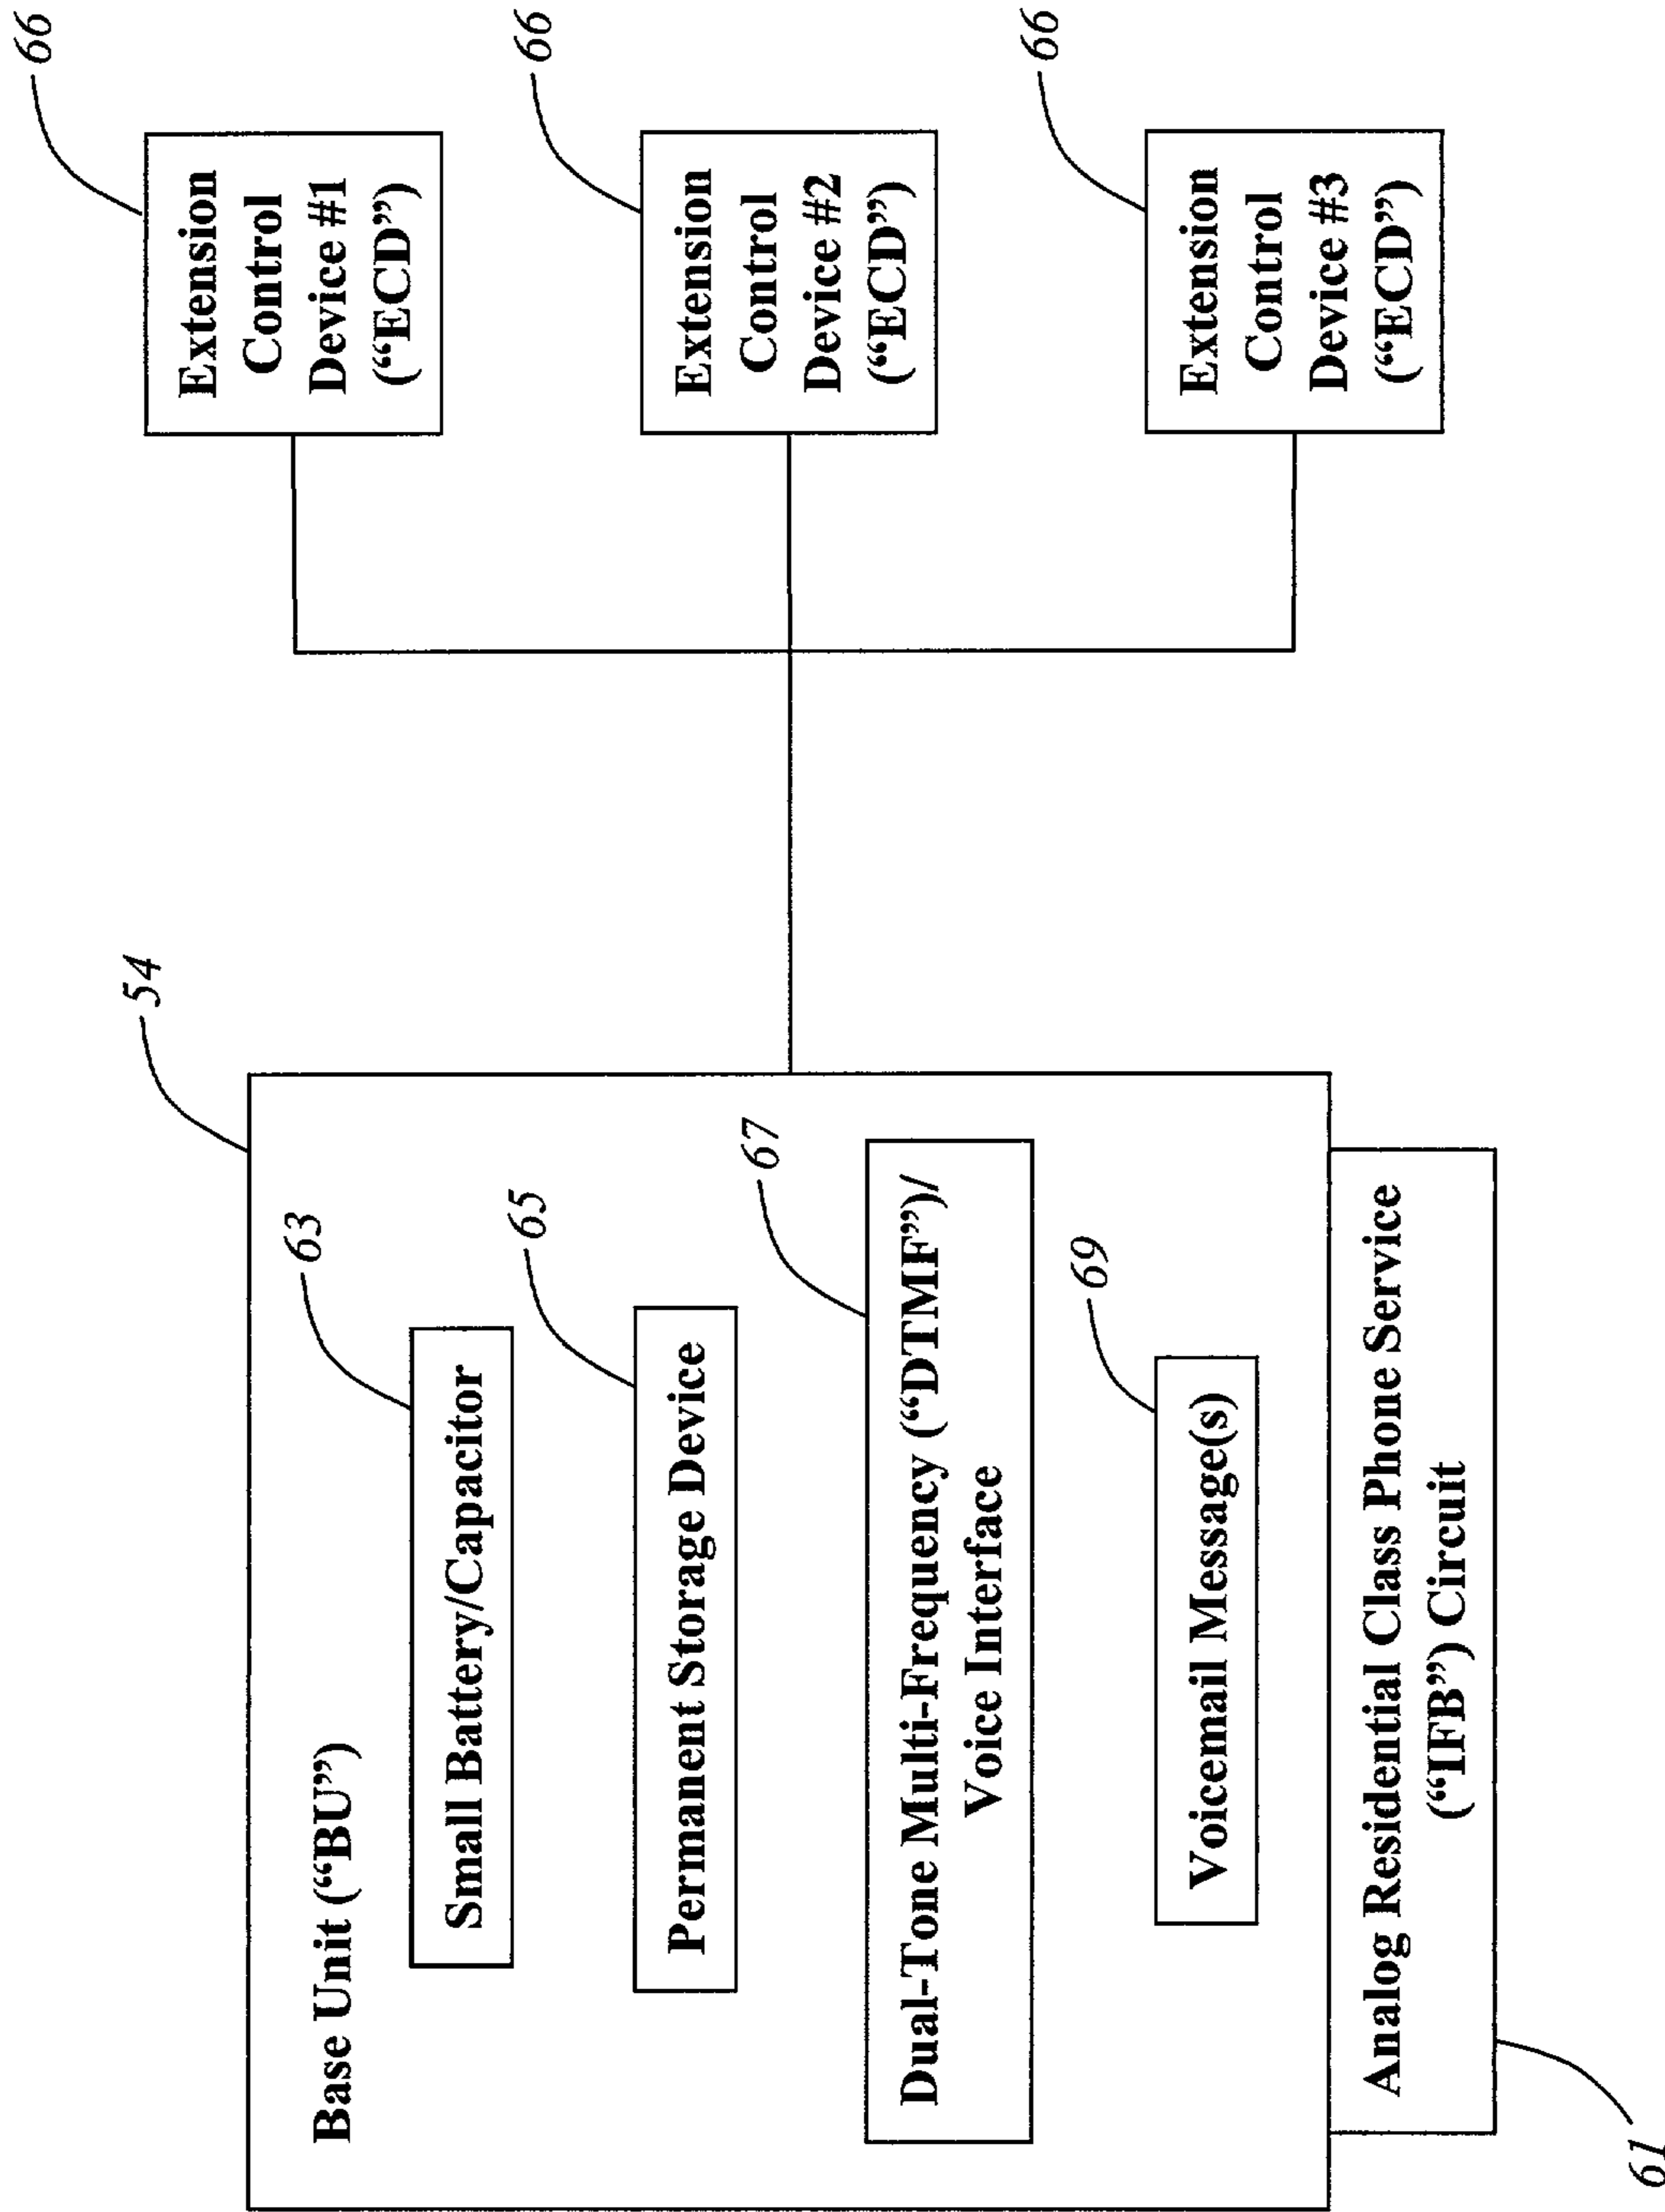 54
Base Unit (“BU”)
63
Small Battery/Capacitor
65
Permanent Storage Device
67
Dual-Tone Multi-Frequency (“DTMF”)/
Voice Interface
69
Voicemail Message(s)
Analog Residential Class Phone Service
(“IFB”) Circuit
61
66
Extension
Control
Device #1
(“ECD”)
66
Extension
Control
Device #2
(“ECD”)
66
Extension
Control
Device #3
(“ECD”)